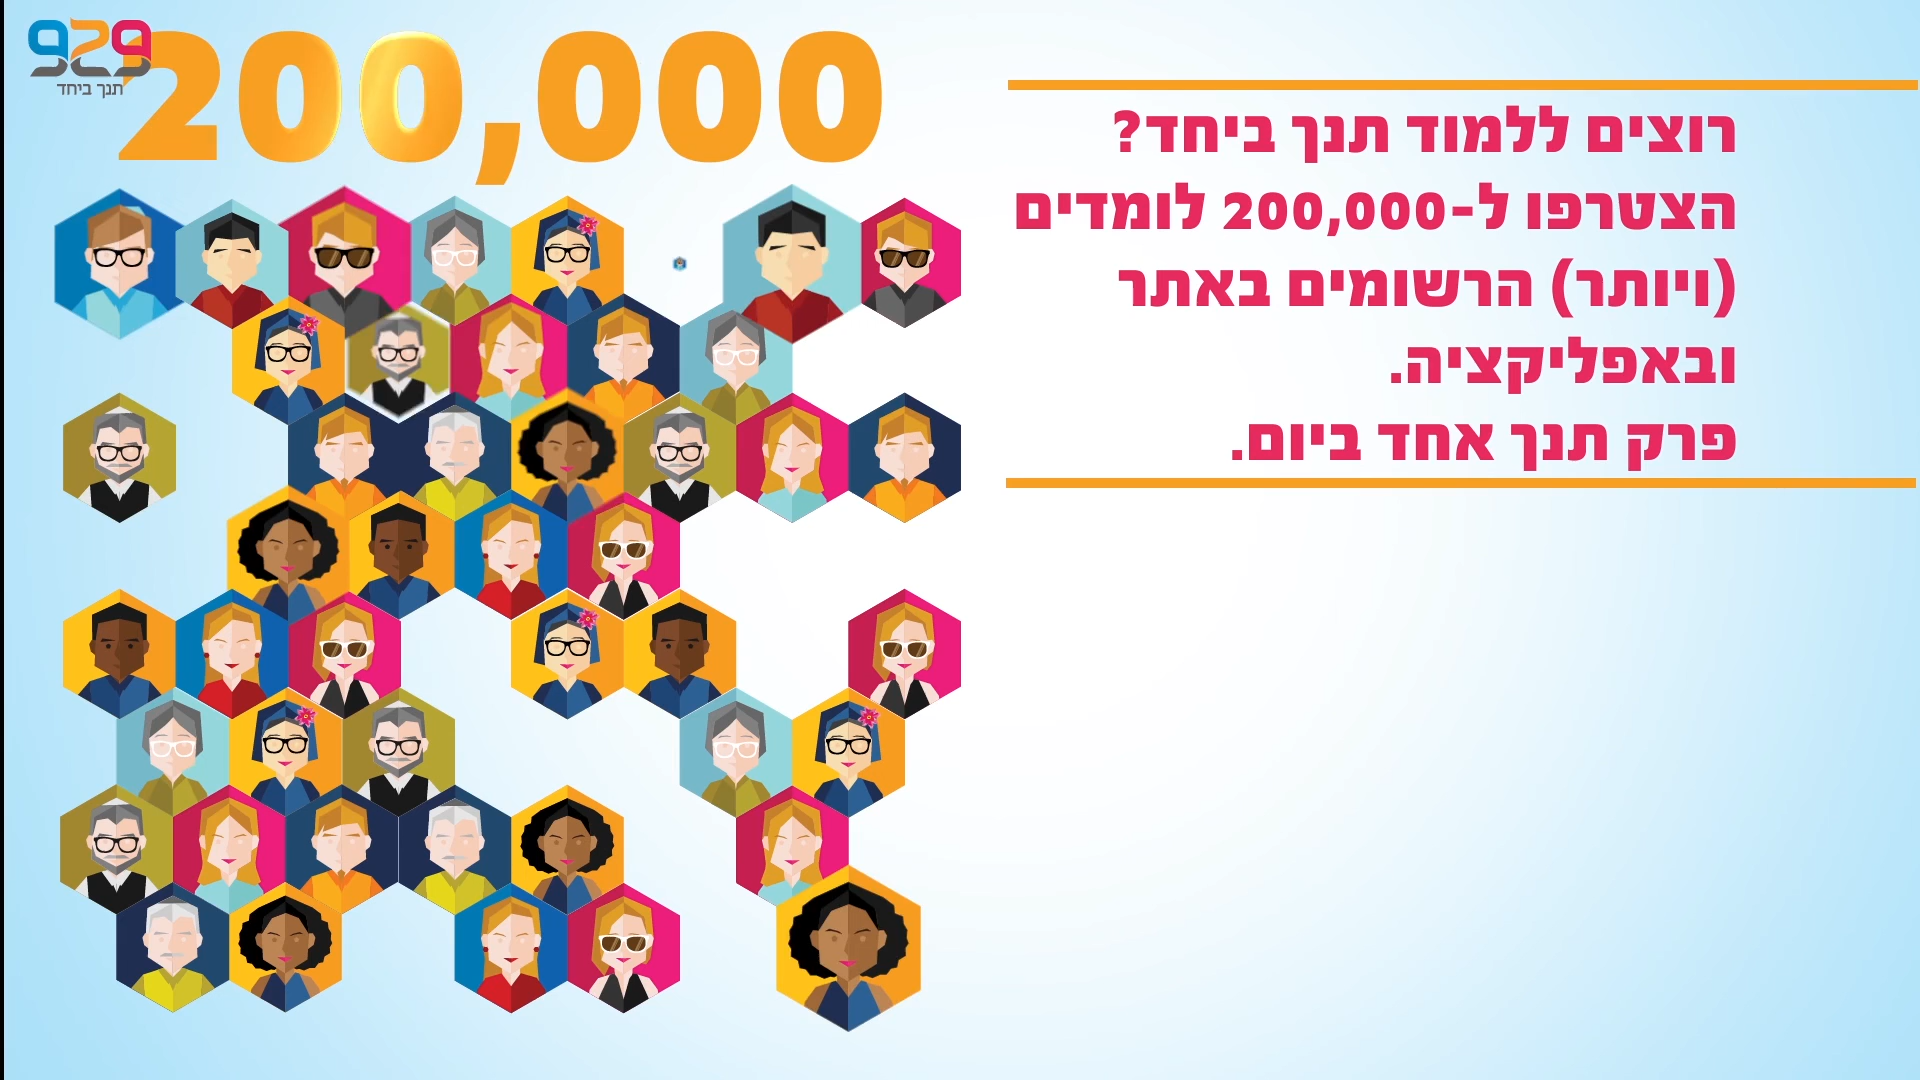 929
תנך ביחד
200,000
רוצים ללמוד תנך ביחד?
הצטרפו ל-200,000 לומדים
(ויותר) הרשומים באתר
ובאפליקציה.
פרק תנך אחד ביום.